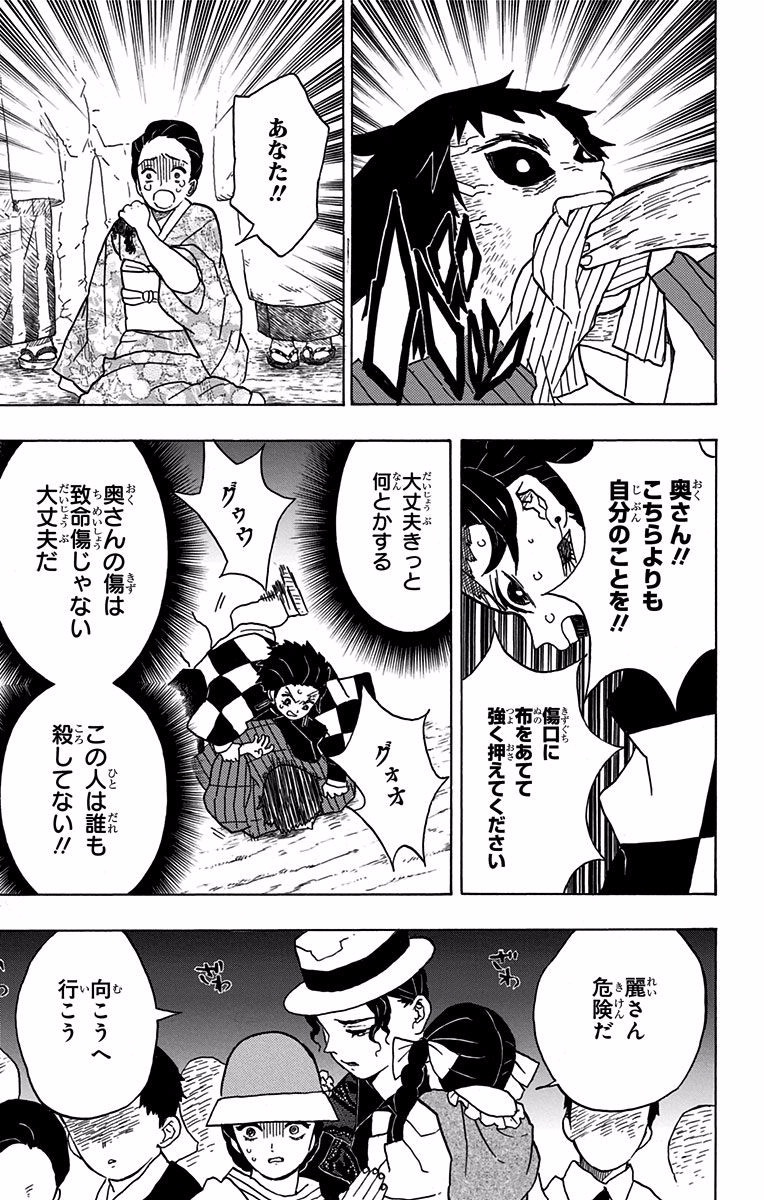 あなた!!
奥さん!!
こちらよりも
自分のことを!!
傷口に
布をあてて
強く押えてください
大丈夫きっと
何とかする
グゥゥ
グォオ
奥さんの傷は
致命傷じゃない
大丈夫だ
この人は誰も
殺してない!!
麗さん
危険だ
ざわ
ざわ
向こうへ
行こう